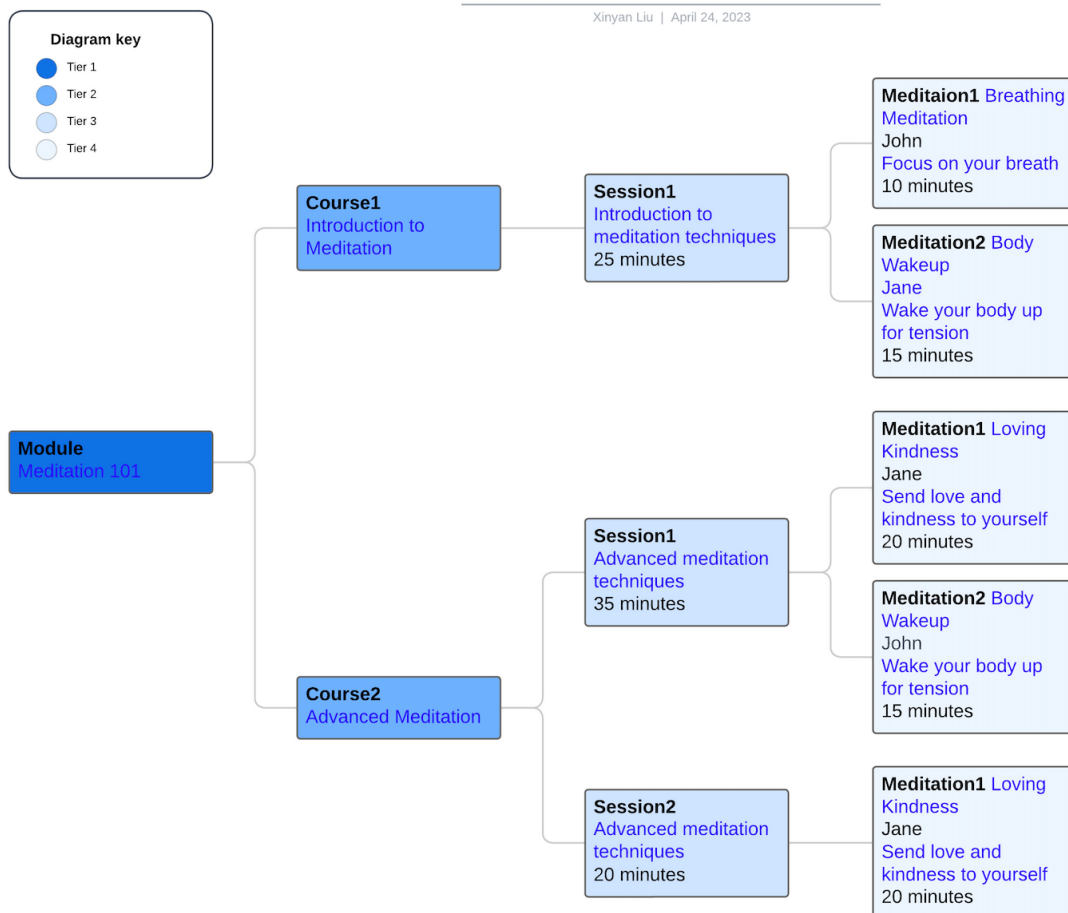 Xinyan Liu | April 24, 2023
Diagram key
Tier 1
Tier 2
Tier 3
Tier 4
Module
Meditation 101
Course1
Introduction to
Meditation
Session1
Introduction to
meditation techniques
25 minutes
Meditaion1 Breathing
Meditation
John
Focus on your breath
10 minutes
Meditation2 Body
Wakeup
Jane
Wake your body up
for tension
15 minutes
Course2
Advanced Meditation
Session1
Advanced meditation
techniques
35 minutes
Meditation1 Loving
Kindness
Jane
Send love and
kindness to yourself
20 minutes
Meditation2 Body
Wakeup
John
Wake your body up
for tension
15 minutes
Session2
Advanced meditation
techniques
20 minutes
Meditation1 Loving
Kindness
Jane
Send love and
kindness to yourself
20 minutes